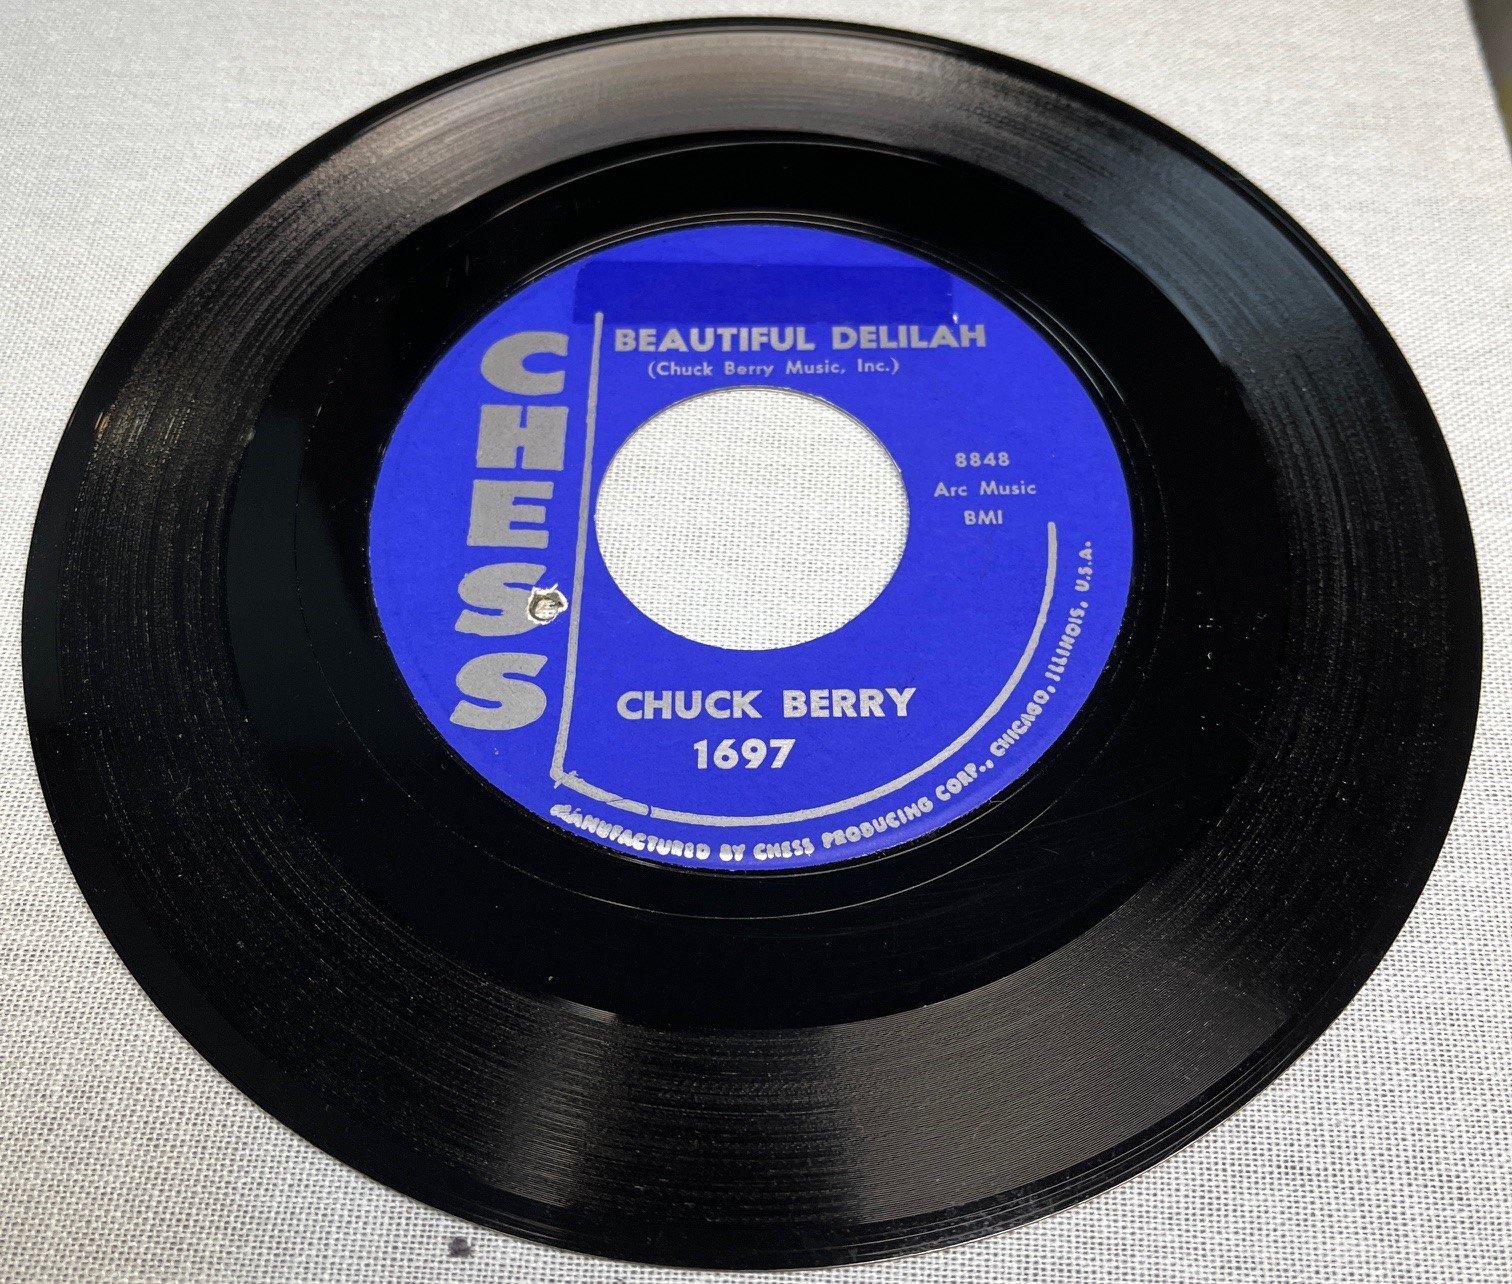 CHESS
BEAUTIFUL DELILAH
(Chuck Berry Music, Inc.)
8848
Arc Music
BMI
CHUCK BERRY
1697
MANUFACTURED BY CHESS PRODUCING CORP., CHICAGO, ILLINOIS, U.S.A.